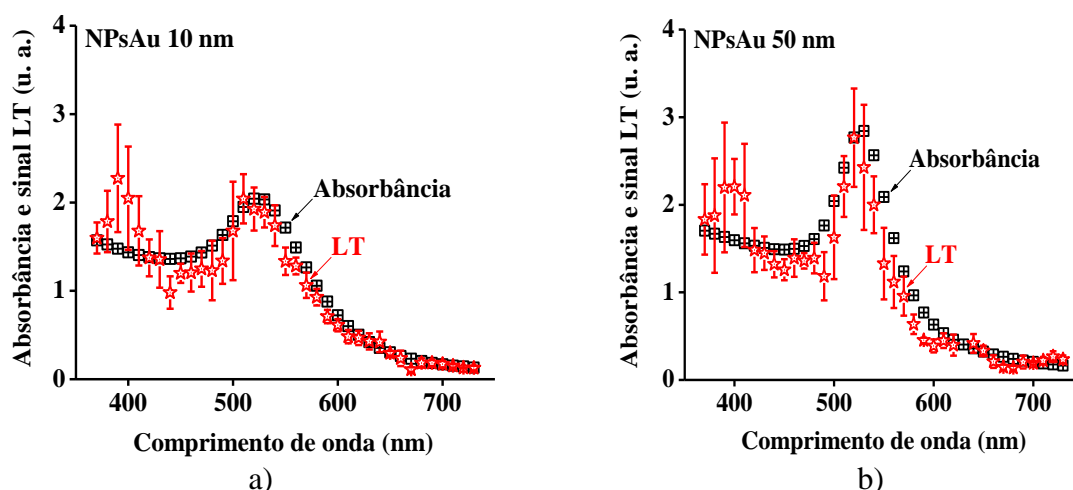 NPsAu 10 nm
Absorbância e sinal LT (u. a.)
4
3
2
1
0
Absorbância
LT
400
500
600
700
Comprimento de onda (nm)
a)
NPsAu 50 nm
Absorbância e sinal LT (u. a.)
4
3
2
1
0
Absorbância
LT
400
500
600
700
Comprimento de onda (nm)
b)